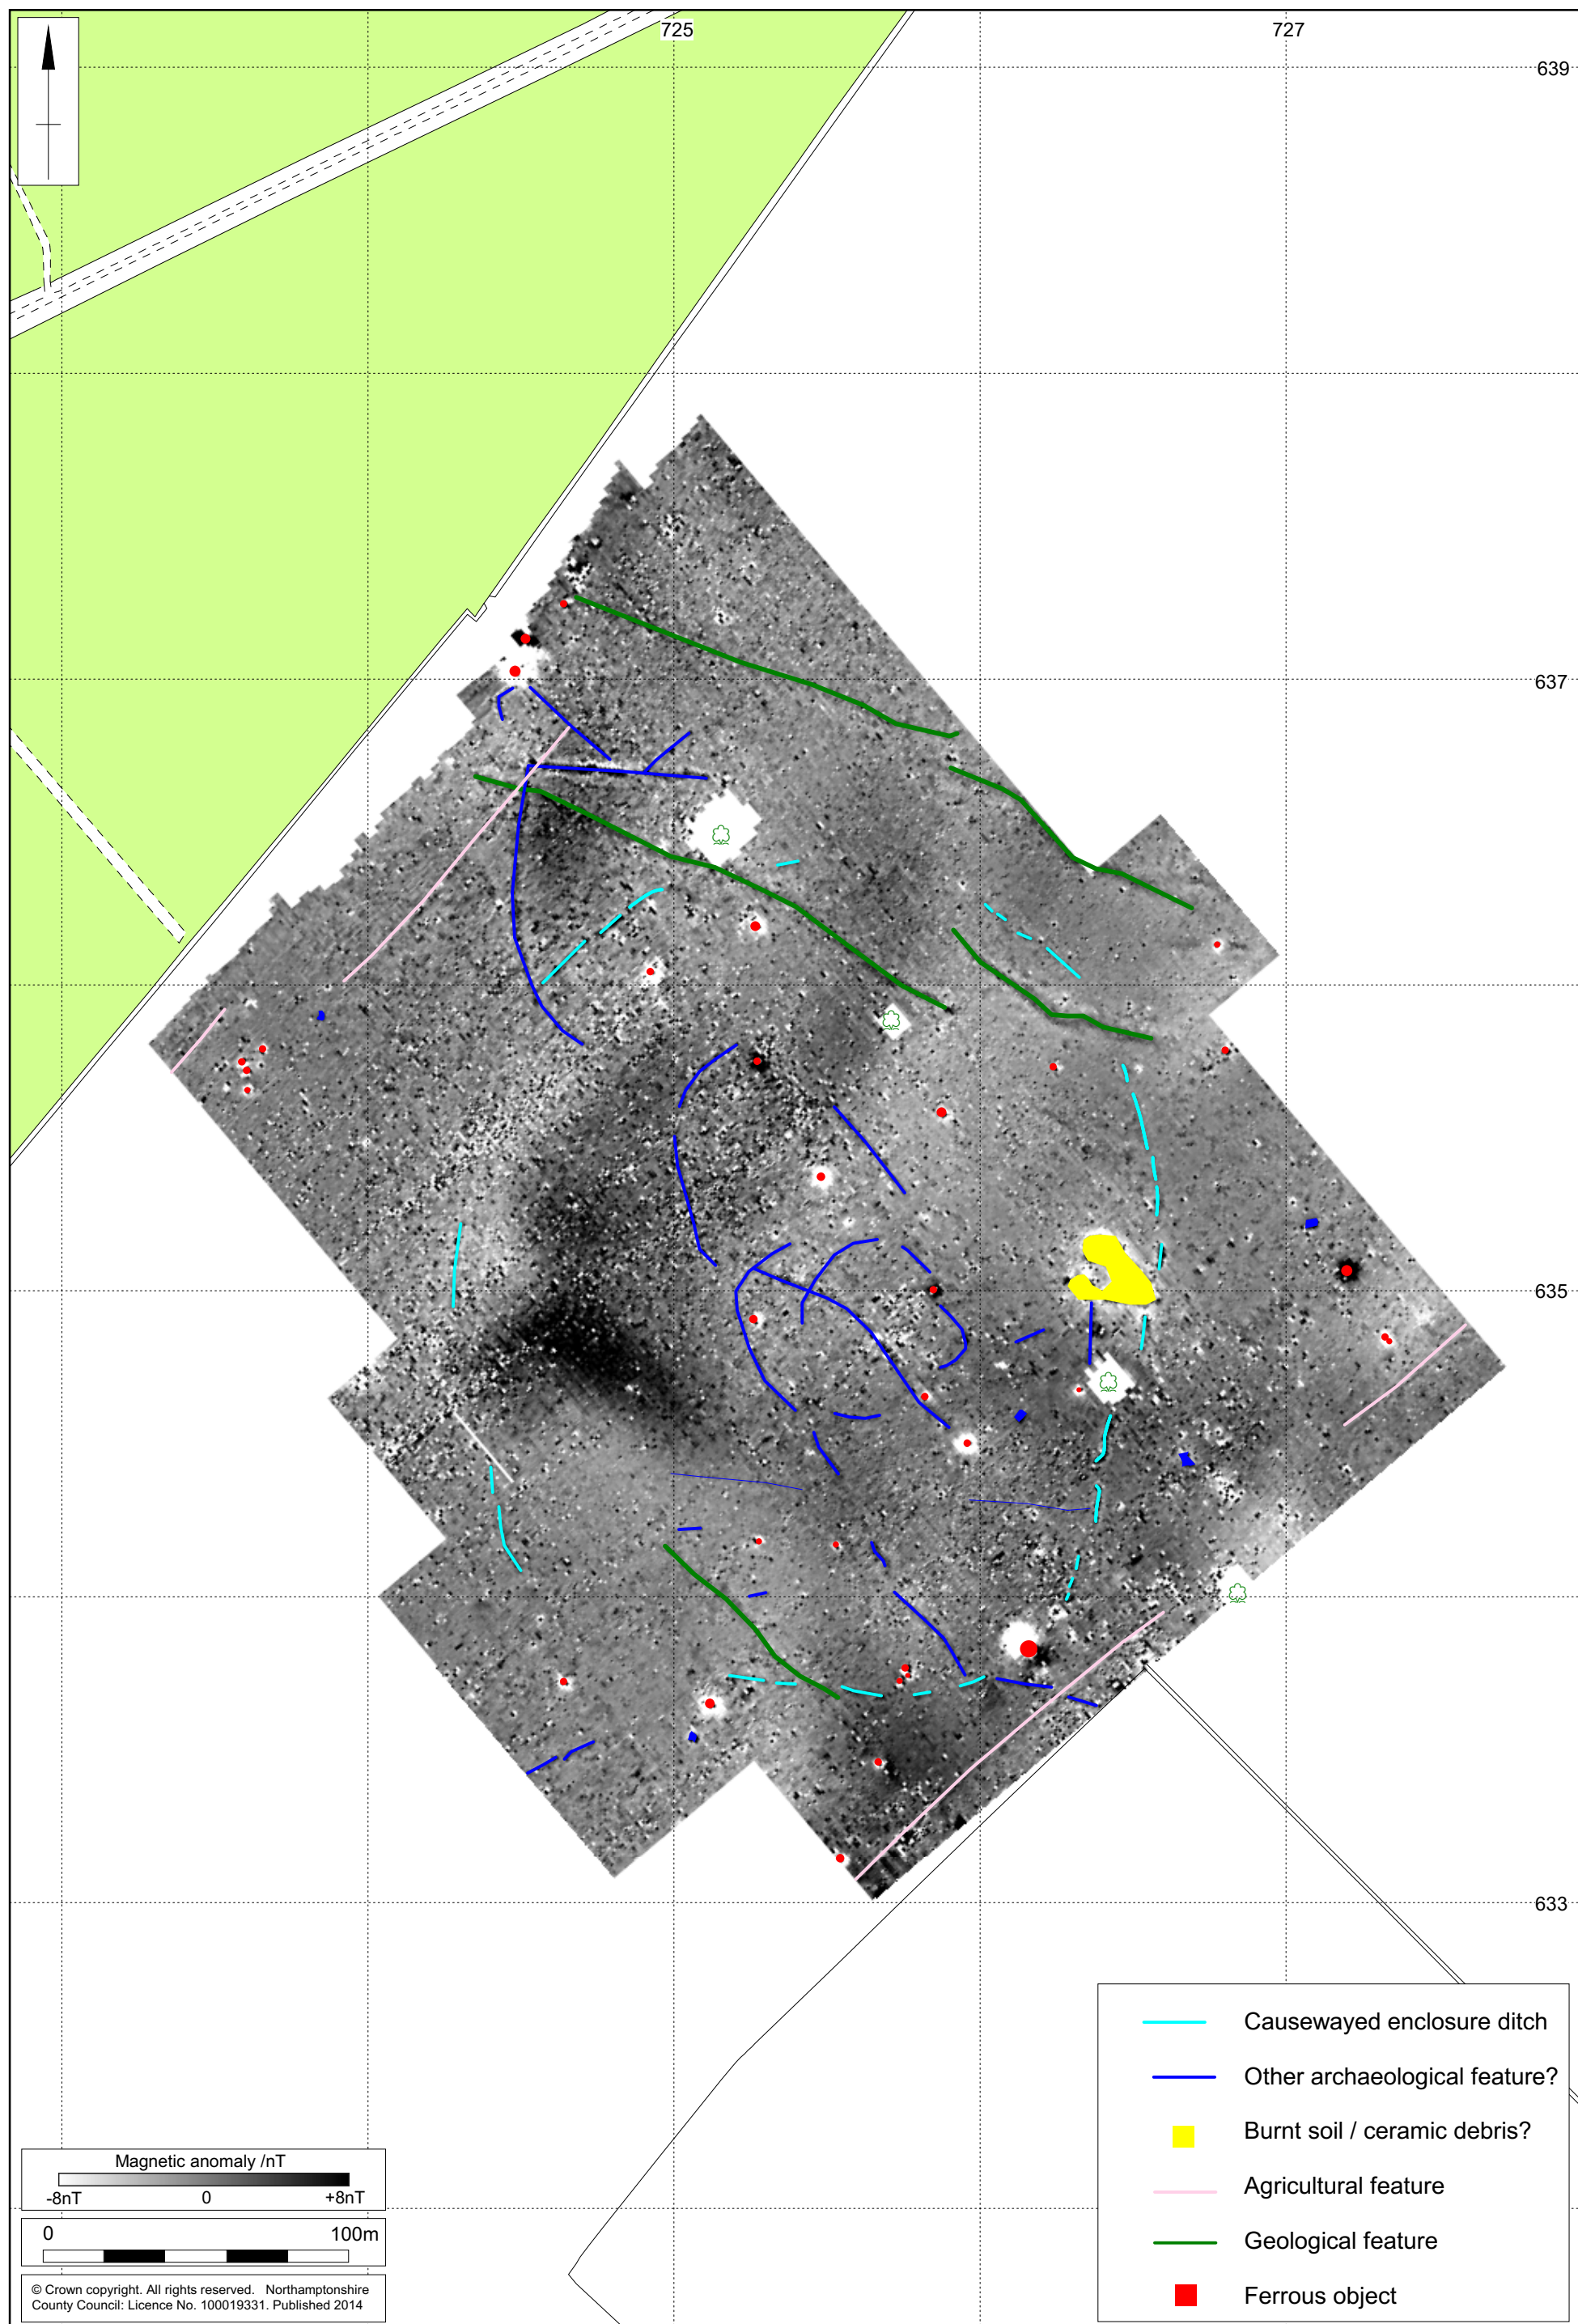 725
727
639
637
635
633
Causewayed enclosure ditch
Other archaeological feature?
Burnt soil / ceramic debris?
Agricultural feature
Geological feature
Ferrous object
Magnetic anomaly /nT
-8nT 0 +8nT
0 100m
© Crown copyright. All rights reserved. Northamptonshire
County Council: Licence No. 100019331. Published 2014